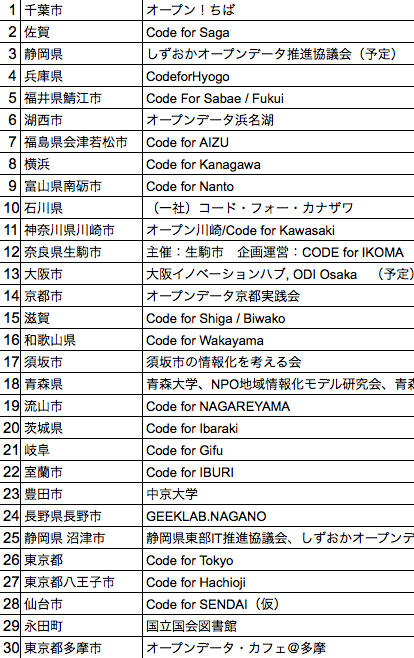 1 千葉市 オープン！ちば
2 佐賀 Code for Saga
3 静岡県 しずおかオープンデータ推進協議会（予定）
4 兵庫県 CodeforHyogo
5 福井県鯖江市 Code For Sabae / Fukui
6 湖西市 オープンデータ浜名湖
7 福島県会津若松市 Code for AIZU
8 横浜 Code for Kanagawa
9 富山県南砺市 Code for Nanto
10 石川県 （一社）コード・フォー・カナザワ
11 神奈川県川崎市 オープン川崎/Code for Kawasaki
12 奈良県生駒市 主催：生駒市　企画運営：CODE for IKOMA
13 大阪市 大阪イノベーションハブ, ODI Osaka　（予定）
14 京都市 オープンデータ京都実践会
15 滋賀 Code for Shiga / Biwako
16 和歌山県 Code for Wakayama
17 須坂市 須坂市の情報化を考える会
18 青森県 青森大学、NPO地域情報化モデル研究会、青森
19 流山市 Code for NAGAREYAMA
20 茨城県 Code for Ibaraki
21 岐阜 Code for Gifu
22 室蘭市 Code for IBURI
23 豊田市 中京大学
24 長野県長野市 GEEKLAB.NAGANO
25 静岡県 沼津市 静岡県東部IT推進協議会、しずおかオープンデ
26 東京都 Code for Tokyo
27 東京都八王子市 Code for Hachioji
28 仙台市 Code for SENDAI（仮）
29 永田町 国立国会図書館
30 東京都多摩市 オープンデータ・カフェ＠多摩